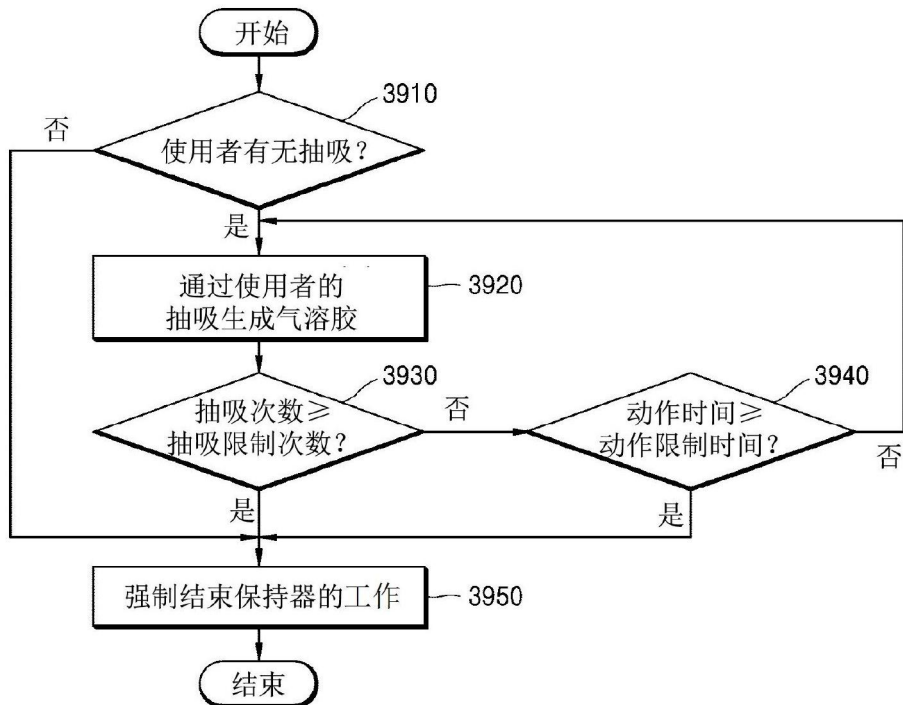 开始
3910
否
使用者有无抽吸?
是
通过使用者的
抽吸生成气溶胶
3920
3930
3940
抽吸次数≥
抽吸限制次数?
否
动作时间≥
动作限制时间?
否
是
是
强制结束保持器的工作
3950
结束